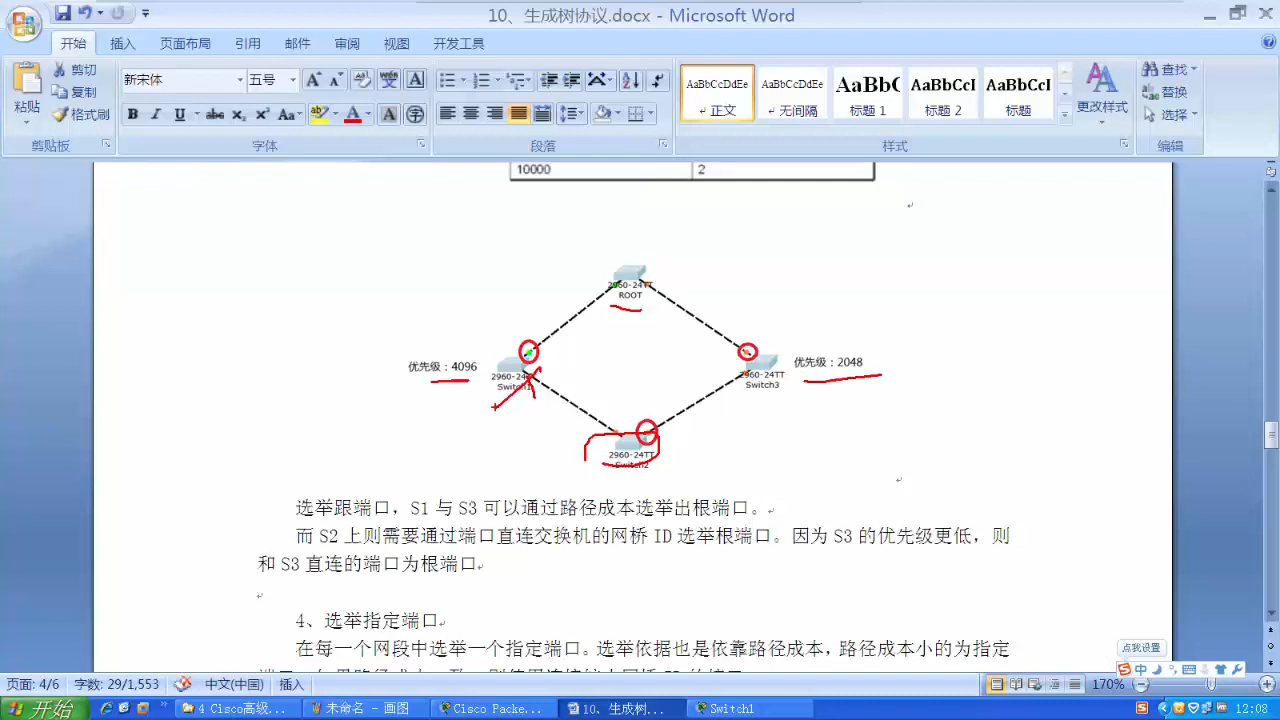 10、生成树协议.docx - Microsoft Word
开始 插入 页面布局 引用 邮件 审阅 视图 开发工具
粘贴 剪切 复制 格式刷
新宋体 五号
AaBbCcDdEe AaBbCcDdEe AaBbC AaBbCcI AaBbCcI
正文 无间隔 标题 1 标题 2 标题
更改样式
查找 替换 选择
剪贴板 字体 段落 样式 编辑
10000 2
2960-24TT
ROOT
优先级：4096
Switch1
2960-24TT
Switch3
优先级：2048
2960-24TT
Switch2
选举跟端口，S1 与 S3 可以通过路径成本选举出根端口。
而 S2 上则需要通过端口直连交换机的网桥 ID 选举根端口。因为 S3 的优先级更低，则
和 S3 直连的端口为根端口
4、选举指定端口
在每一个网段中选举一个指定端口。选举依据也是依靠路径成本，路径成本小的为指定
点我设置
中
页面: 4/6 字数: 29/1,553 中文(中国) 插入 170%
开始 4 Cisco高级... 未命名 - 画图 Cisco Packe... 10、生成树... Switch1 12:08